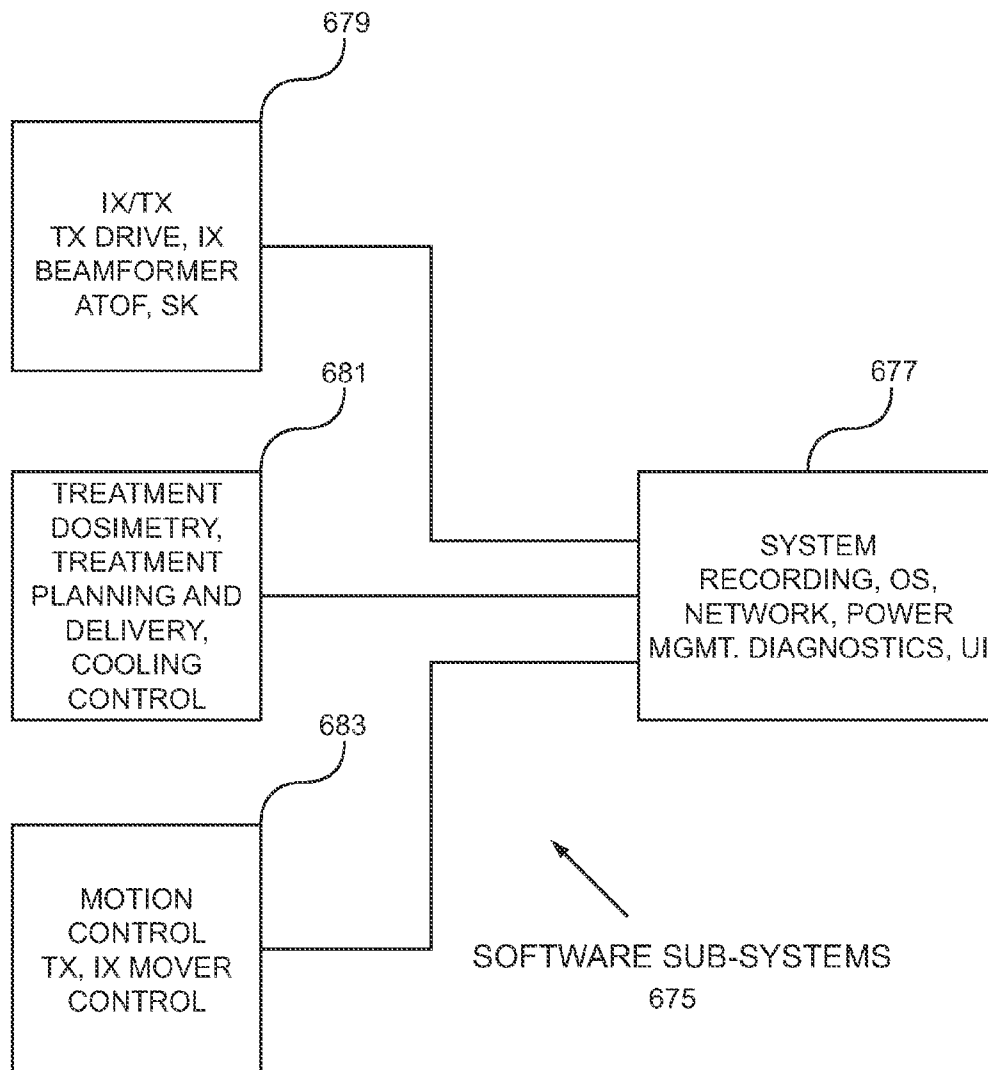 679
IX/TX
TX DRIVE, IX
BEAMFORMER
ATOF, SK
681
TREATMENT
DOSIMETRY,
TREATMENT
PLANNING AND
DELIVERY,
COOLING
CONTROL
677
SYSTEM
RECORDING, OS,
NETWORK, POWER
MGMT. DIAGNOSTICS, UI
683
MOTION
CONTROL
TX, IX MOVER
CONTROL
SOFTWARE SUB-SYSTEMS
675